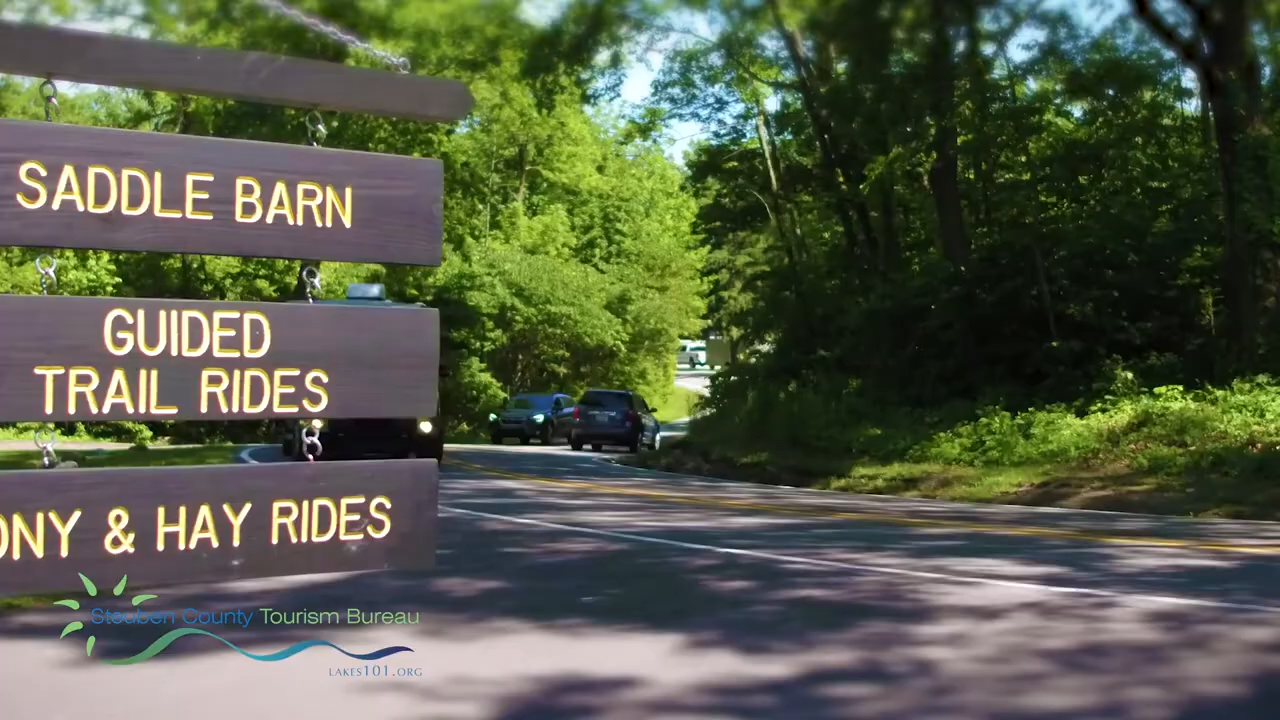 SADDLE BARN
GUIDED
TRAIL RIDES
ONY & HAY RIDES
Steuben County Tourism Bureau
LAKES101.ORG